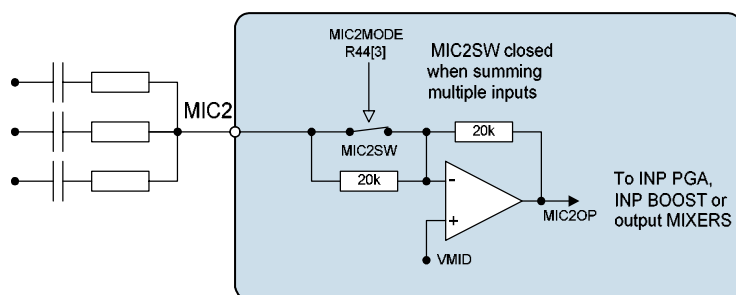 MIC2MODE
R44[3]
MIC2SW closed
when summing
multiple inputs
MIC2
MIC2SW
20k
20k
-
+
VMID
MIC2OP
To INP PGA,
INP BOOST or
output MIXERS